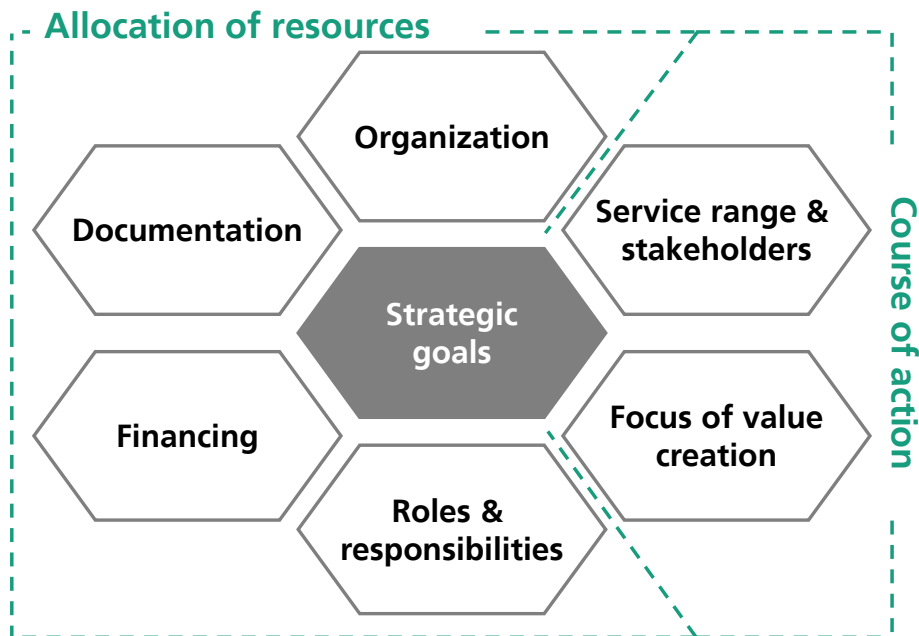 Allocation of resources
Organization
Documentation
Service range &
stakeholders
Strategic
goals
Financing
Focus of value
creation
Roles &
responsibilities
Course of action